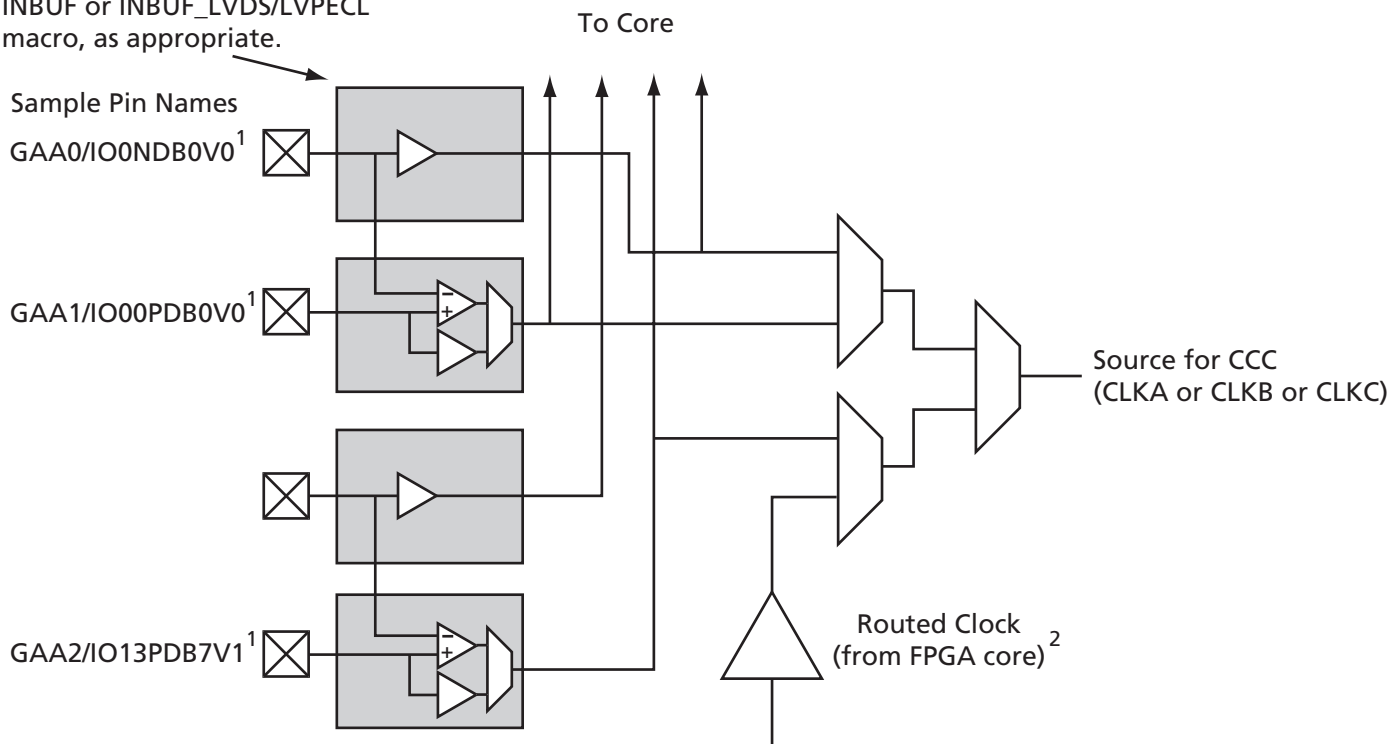 INBUF or INBUF_LVDS/LVPECL
macro, as appropriate.
To Core
Sample Pin Names
GAA0/IO0NDB0V0¹
GAA1/IO00PDB0V0¹
GAA2/IO13PDB7V1¹
−
+
−
+
Source for CCC
(CLKA or CLKB or CLKC)
Routed Clock
(from FPGA core)²